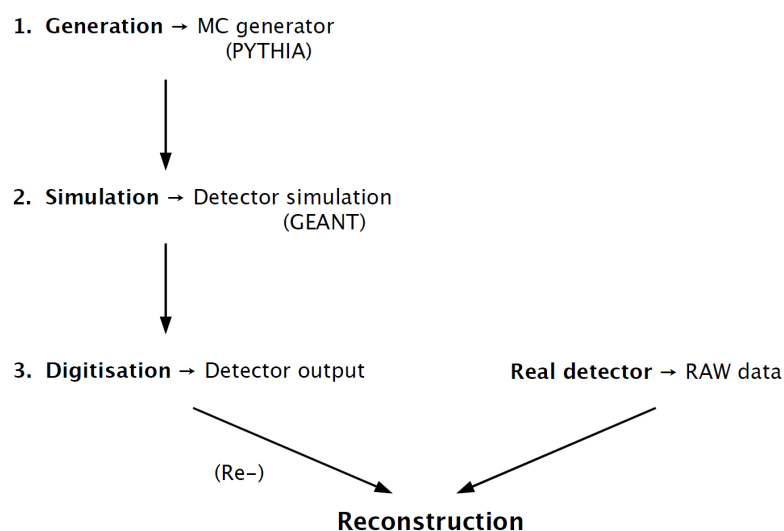 1. Generation → MC generator
(PYTHIA)
2. Simulation → Detector simulation
(GEANT)
3. Digitisation → Detector output
Real detector → RAW data
(Re-)
Reconstruction